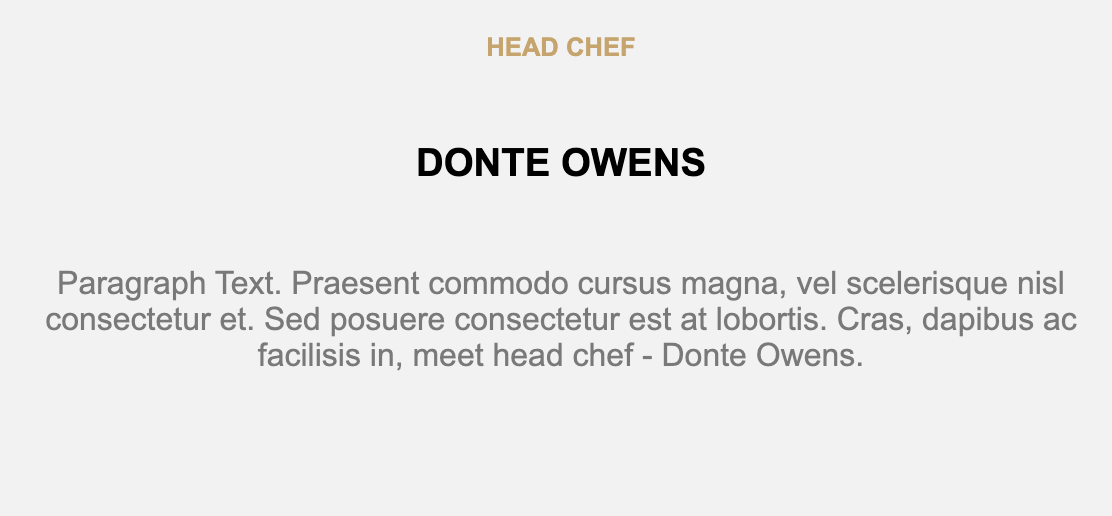 HEAD CHEF
DONTE OWENS
Paragraph Text. Praesent commodo cursus magna, vel scelerisque nisl
consectetur et. Sed posuere consectetur est at lobortis. Cras, dapibus ac
facilisis in, meet head chef - Donte Owens.